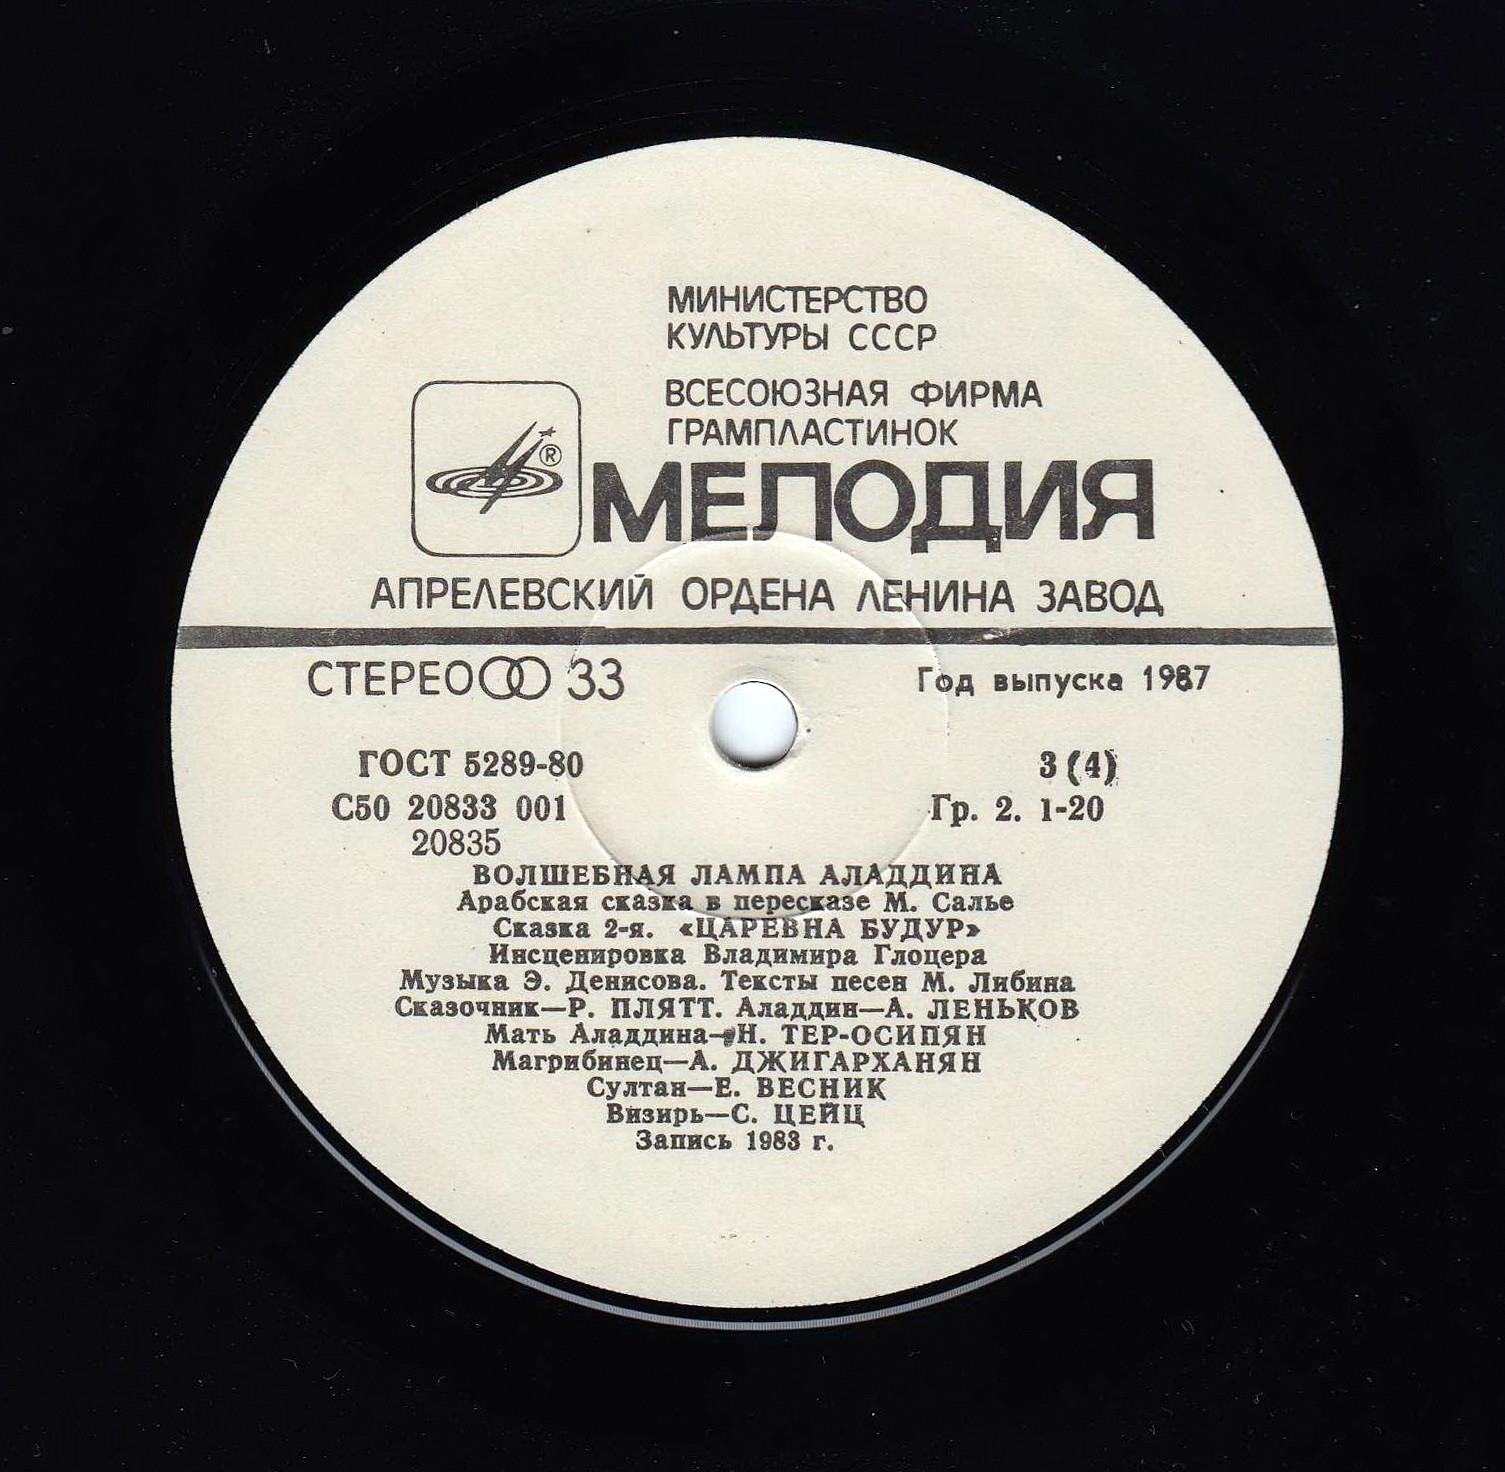 МИНИСТЕРСТВО
КУЛЬТУРЫ СССР
ВСЕСОЮЗНАЯ ФИРМА
ГРАМПЛАСТИНОК
®
МЕЛОДИЯ
АПРЕЛЕВСКИЙ ОРДЕНА ЛЕНИНА ЗАВОД
СТЕРЕО 33
Год выпуска 1987
ГОСТ 5289-80
3 (4)
С50 20833 001
Гр. 2. 1-20
20835
ВОЛШЕБНАЯ ЛАМПА АЛАДДИНА
Арабская сказка в пересказе М. Салье
Сказка 2-я. «ЦАРЕВНА БУДУР»
Инсценировка Владимира Глоцера
Музыка Э. Денисова. Тексты песен М. Либина
Сказочник—Р. ПЛЯТТ. Аладдин—А. ЛЕНЬКОВ
Мать Аладдина—Н. ТЕР-ОСИПЯН
Магрибинец—А. ДЖИГАРХАНЯН
Султан—Е. ВЕСНИК
Визирь—С. ЦЕЙЦ
Запись 1983 г.